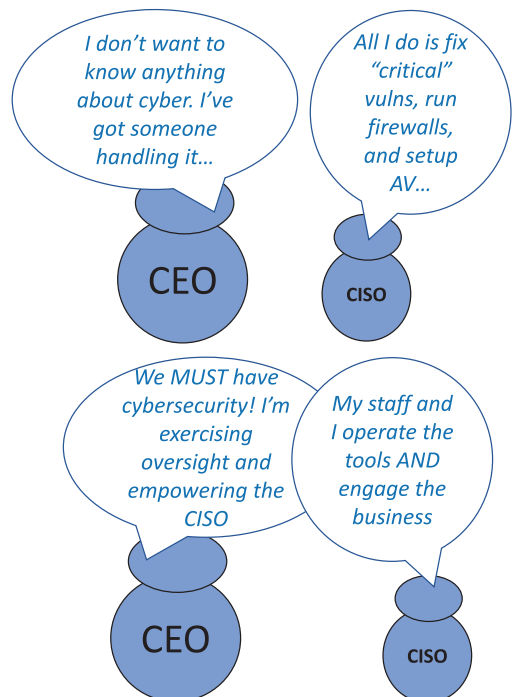 I don’t want to
know anything
about cyber. I’ve
got someone
handling it…
All I do is fix
“critical”
vulns, run
firewalls,
and setup
AV…
CEO
CISO
We MUST have
cybersecurity! I’m
exercising
oversight and
empowering the
CISO
My staff and
I operate the
tools AND
engage the
business
CEO
CISO